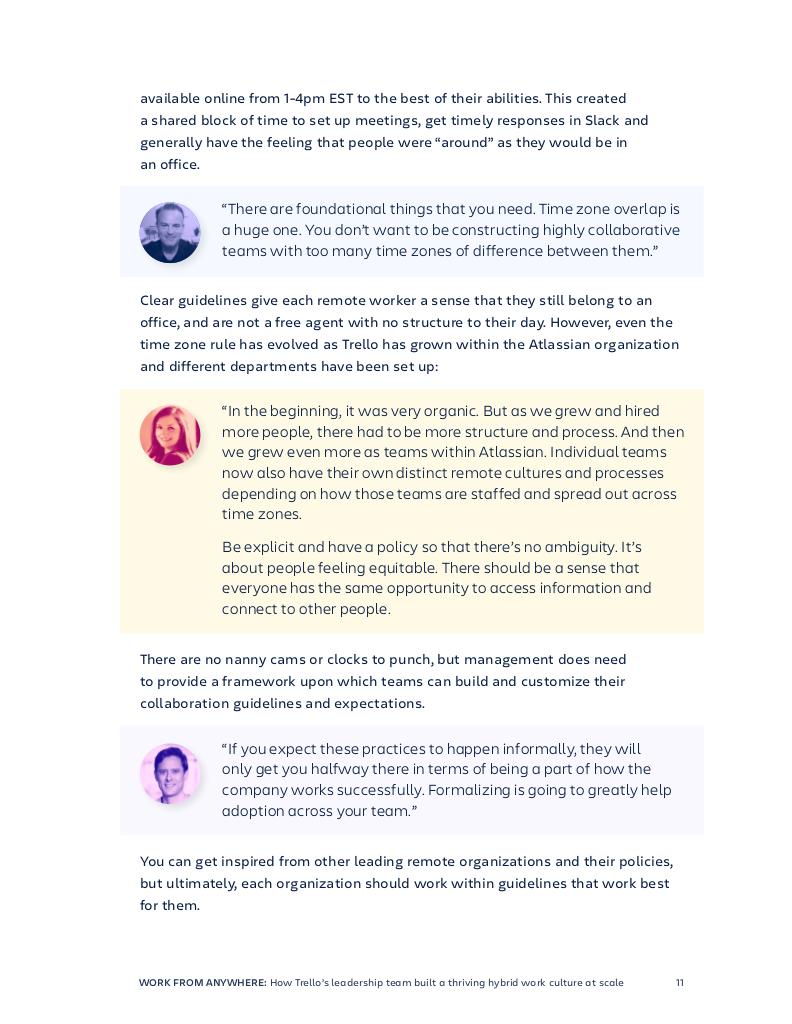 available online from 1-4pm EST to the best of their abilities. This created
a shared block of time to set up meetings, get timely responses in Slack and
generally have the feeling that people were “around” as they would be in
an office.
“There are foundational things that you need. Time zone overlap is
a huge one. You don’t want to be constructing highly collaborative
teams with too many time zones of difference between them.”
Clear guidelines give each remote worker a sense that they still belong to an
office, and are not a free agent with no structure to their day. However, even the
time zone rule has evolved as Trello has grown within the Atlassian organization
and different departments have been set up:
“In the beginning, it was very organic. But as we grew and hired
more people, there had to be more structure and process. And then
we grew even more as teams within Atlassian. Individual teams
now also have their own distinct remote cultures and processes
depending on how those teams are staffed and spread out across
time zones.
Be explicit and have a policy so that there’s no ambiguity. It’s
about people feeling equitable. There should be a sense that
everyone has the same opportunity to access information and
connect to other people.
There are no nanny cams or clocks to punch, but management does need
to provide a framework upon which teams can build and customize their
collaboration guidelines and expectations.
“If you expect these practices to happen informally, they will
only get you halfway there in terms of being a part of how the
company works successfully. Formalizing is going to greatly help
adoption across your team.”
You can get inspired from other leading remote organizations and their policies,
but ultimately, each organization should work within guidelines that work best
for them.
WORK FROM ANYWHERE: How Trello’s leadership team built a thriving hybrid work culture at scale 11